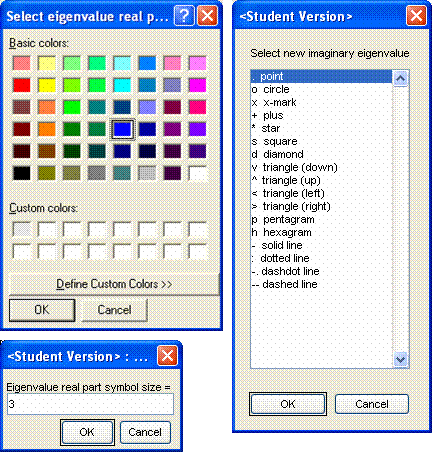 Select eigenvalue real p...
Basic colors:
Custom colors:
Define Custom Colors >>
OK
Cancel
<Student Version> : ...
Eigenvalue real part symbol size =
3
OK
Cancel
<Student Version>
Select new imaginary eigenvalue
. point
o circle
x x-mark
+ plus
* star
s square
d diamond
v triangle (down)
^ triangle (up)
< triangle (left)
> triangle (right)
p pentagram
h hexagram
- solid line
: dotted line
-. dashdot line
-- dashed line
OK
Cancel